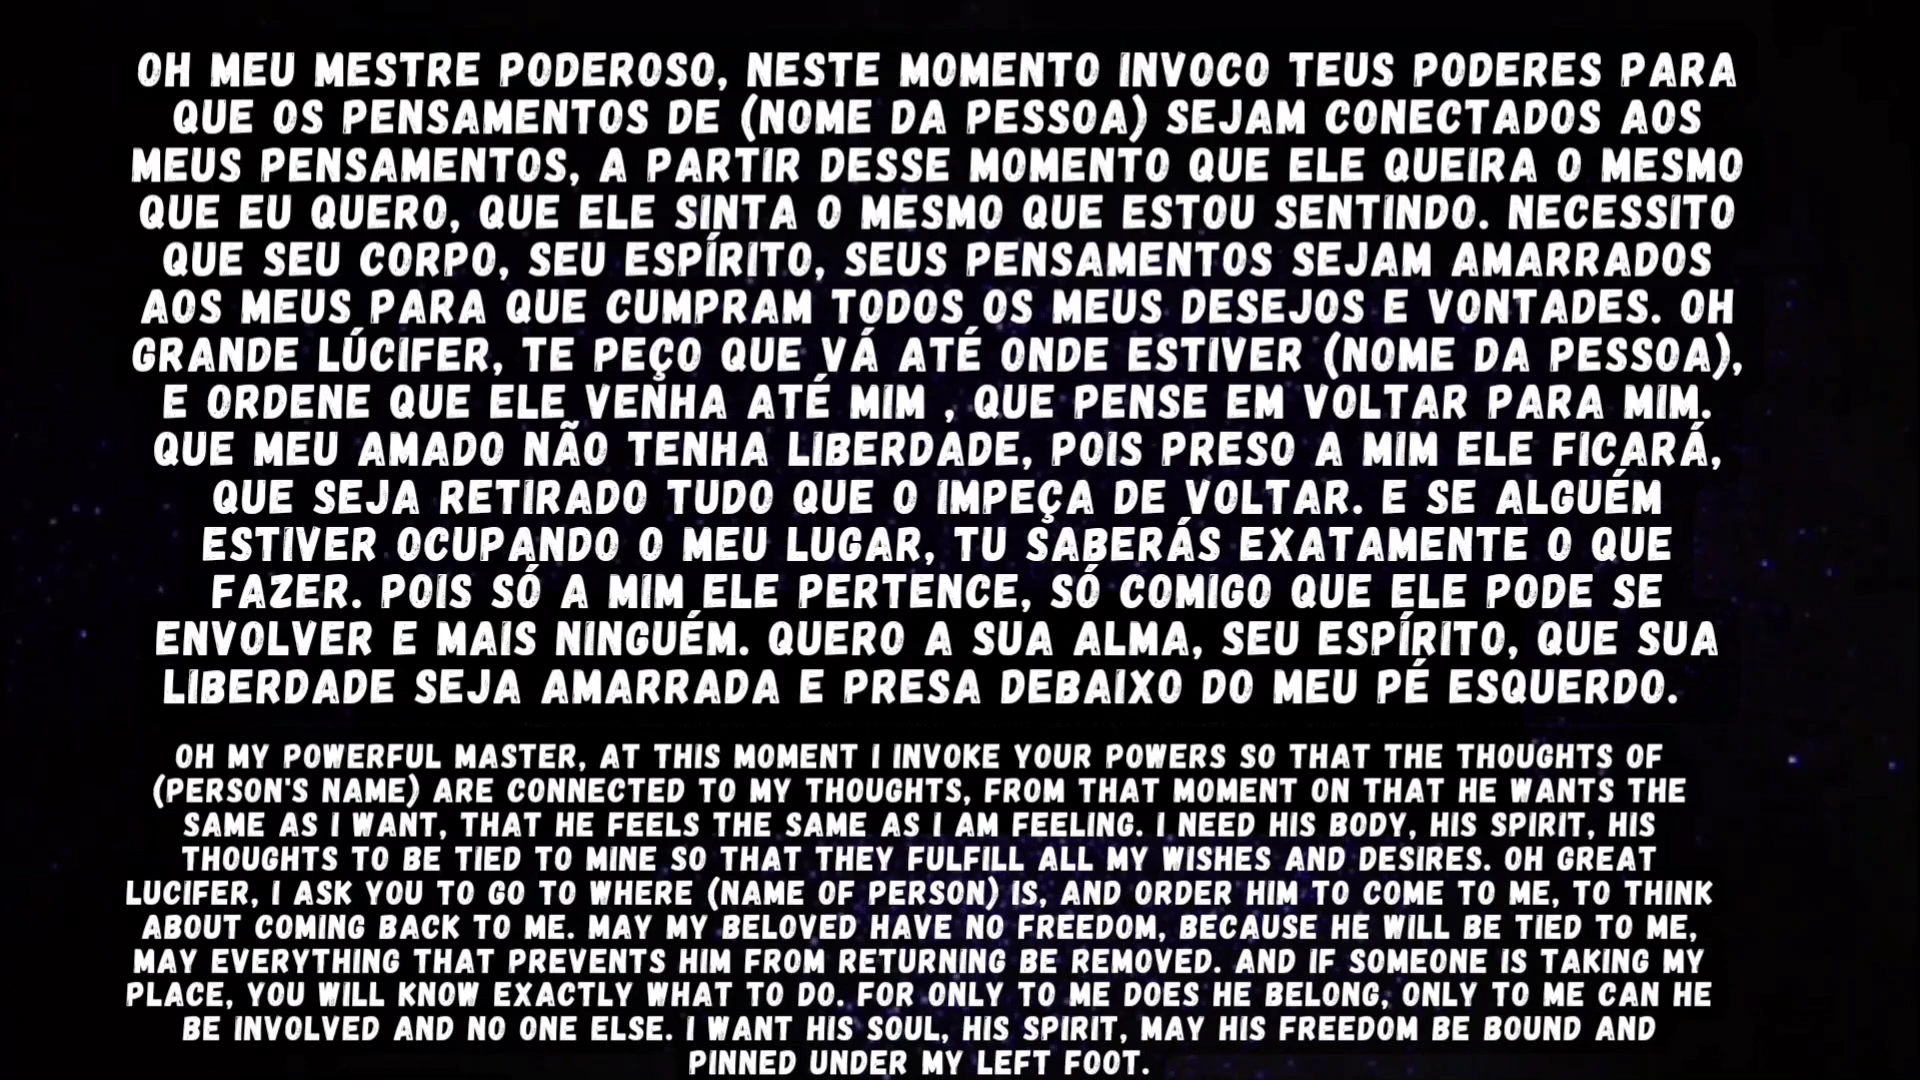 OH MEU MESTRE PODEROSO, NESTE MOMENTO INVOCO TEUS PODERES PARA
QUE OS PENSAMENTOS DE (NOME DA PESSOA) SEJAM CONECTADOS AOS
MEUS PENSAMENTOS, A PARTIR DESSE MOMENTO QUE ELE QUEIRA O MESMO
QUE EU QUERO, QUE ELE SINTA O MESMO QUE ESTOU SENTINDO. NECESSITO
QUE SEU CORPO, SEU ESPÍRITO, SEUS PENSAMENTOS SEJAM AMARRADOS
AOS MEUS PARA QUE CUMPRAM TODOS OS MEUS DESEJOS E VONTADES. OH
GRANDE LÚCIFER, TE PEÇO QUE VÁ ATÉ ONDE ESTIVER (NOME DA PESSOA),
E ORDENE QUE ELE VENHA ATÉ MIM , QUE PENSE EM VOLTAR PARA MIM.
QUE MEU AMADO NÃO TENHA LIBERDADE, POIS PRESO A MIM ELE FICARÁ,
QUE SEJA RETIRADO TUDO QUE O IMPEÇA DE VOLTAR. E SE ALGUÉM
ESTIVER OCUPANDO O MEU LUGAR, TU SABERÁS EXATAMENTE O QUE
FAZER. POIS SÓ A MIM ELE PERTENCE, SÓ COMIGO QUE ELE PODE SE
ENVOLVER E MAIS NINGUÉM. QUERO A SUA ALMA, SEU ESPÍRITO, QUE SUA
LIBERDADE SEJA AMARRADA E PRESA DEBAIXO DO MEU PÉ ESQUERDO.
OH MY POWERFUL MASTER, AT THIS MOMENT I INVOKE YOUR POWERS SO THAT THE THOUGHTS OF
(PERSON'S NAME) ARE CONNECTED TO MY THOUGHTS, FROM THAT MOMENT ON THAT HE WANTS THE
SAME AS I WANT, THAT HE FEELS THE SAME AS I AM FEELING. I NEED HIS BODY, HIS SPIRIT, HIS
THOUGHTS TO BE TIED TO MINE SO THAT THEY FULFILL ALL MY WISHES AND DESIRES. OH GREAT
LUCIFER, I ASK YOU TO GO TO WHERE (NAME OF PERSON) IS, AND ORDER HIM TO COME TO ME, TO THINK
ABOUT COMING BACK TO ME. MAY MY BELOVED HAVE NO FREEDOM, BECAUSE HE WILL BE TIED TO ME,
MAY EVERYTHING THAT PREVENTS HIM FROM RETURNING BE REMOVED. AND IF SOMEONE IS TAKING MY
PLACE, YOU WILL KNOW EXACTLY WHAT TO DO. FOR ONLY TO ME DOES HE BELONG, ONLY TO ME CAN HE
BE INVOLVED AND NO ONE ELSE. I WANT HIS SOUL, HIS SPIRIT, MAY HIS FREEDOM BE BOUND AND
PINNED UNDER MY LEFT FOOT.